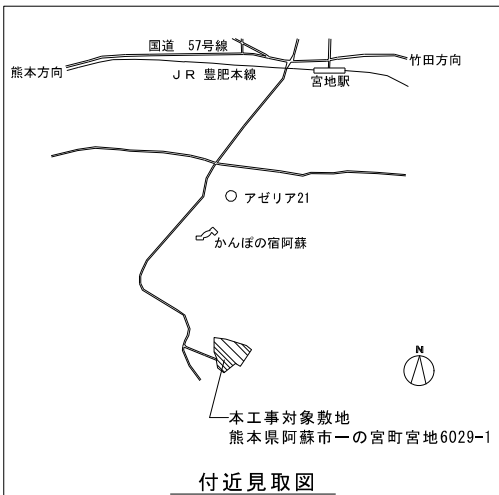 国道 57号線
竹田方向
熊本方向
JR 豊肥本線
宮地駅
アゼリア21
かんぽの宿阿蘇
N
本工事対象敷地
熊本県阿蘇市一の宮町宮地6029-1
付近見取図